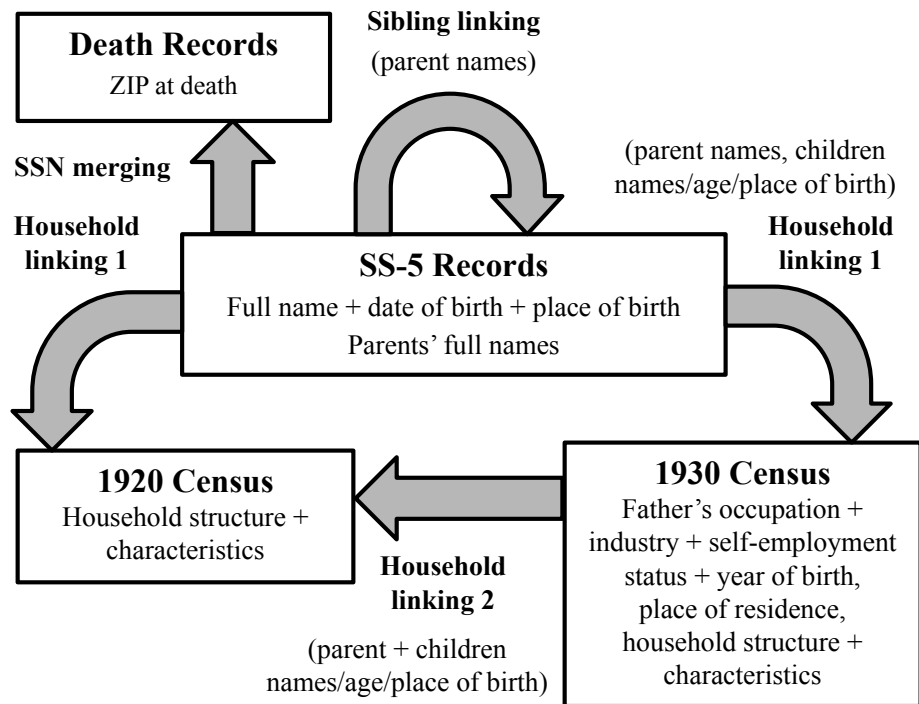 Death Records
ZIP at death
Sibling linking
(parent names)
SSN merging
(parent names, children
names/age/place of birth)
Household
linking 1
Household
linking 1
SS-5 Records
Full name + date of birth + place of birth
Parents’ full names
1920 Census
Household structure +
characteristics
Household
linking 2
(parent + children
names/age/place of birth)
1930 Census
Father’s occupation +
industry + self-employment
status + year of birth,
place of residence,
household structure +
characteristics